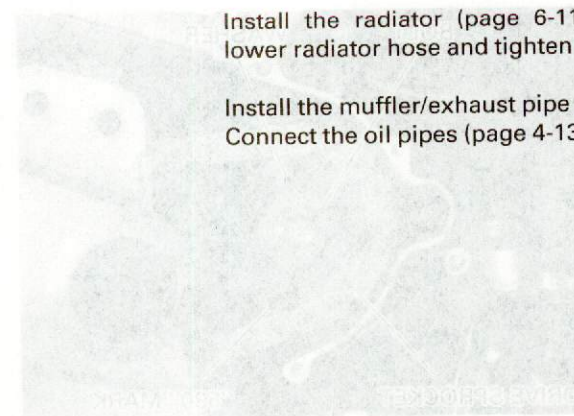 Install the radiator (page 6-11
lower radiator hose and tighten
Install the muffler/exhaust pipe
Connect the oil pipes (page 4-13